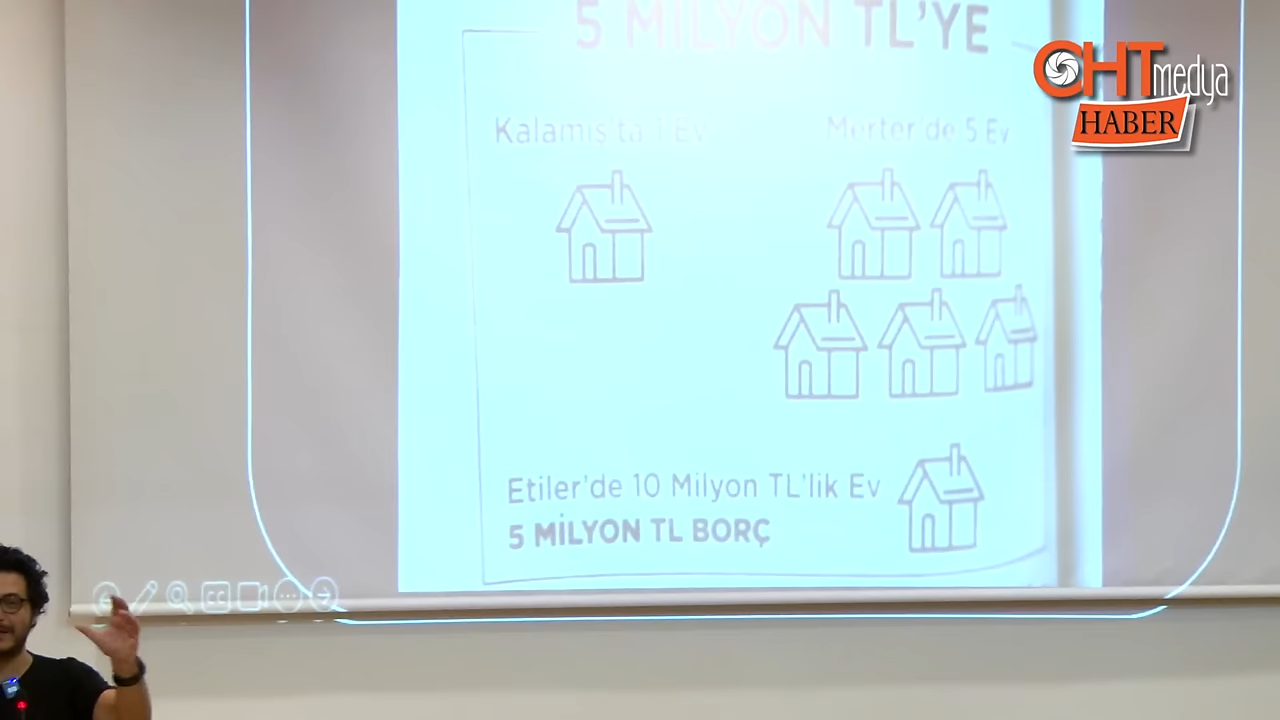 5 MİLYON TL'YE
Kalamış'ta 1 Ev
Merter'de 5 Ev
Etiler'de 10 Milyon TL'lik Ev
5 MİLYON TL BORÇ
CHT medya
HABER
CC